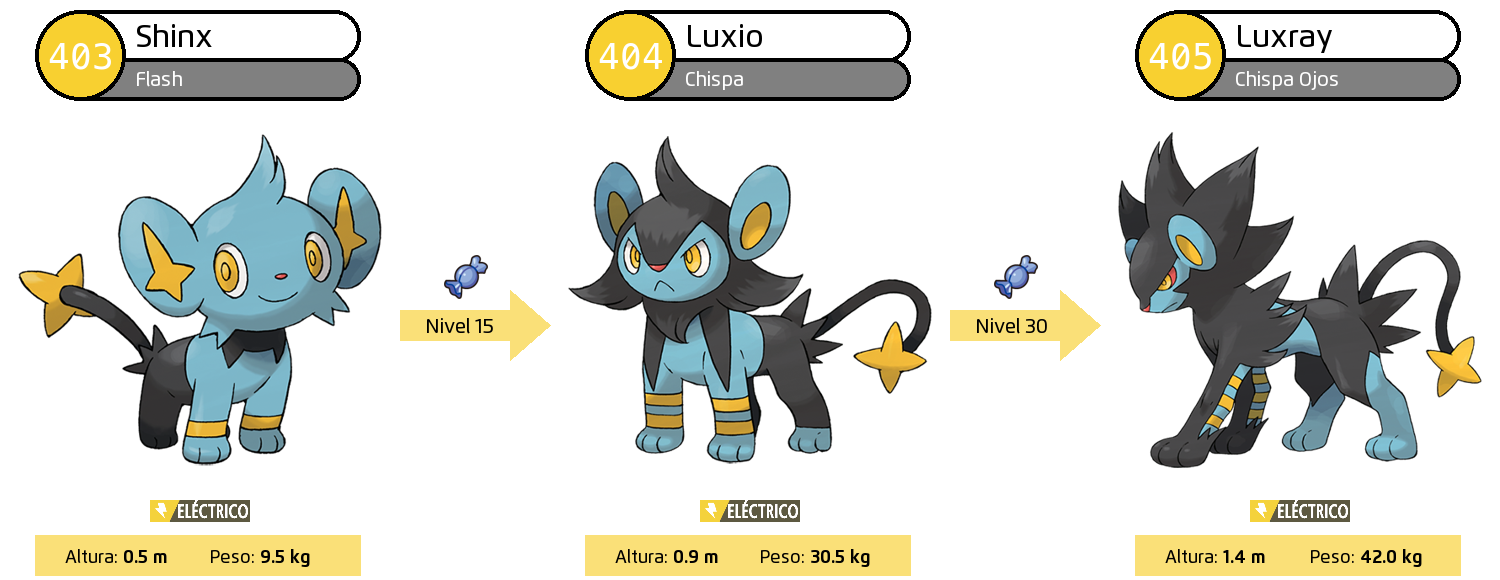 403 Shinx
Flash
404 Luxio
Chispa
405 Luxray
Chispa Ojos
Nivel 15
Nivel 30
ELÉCTRICO
ELÉCTRICO
ELÉCTRICO
Altura: 0.5 m Peso: 9.5 kg
Altura: 0.9 m Peso: 30.5 kg
Altura: 1.4 m Peso: 42.0 kg